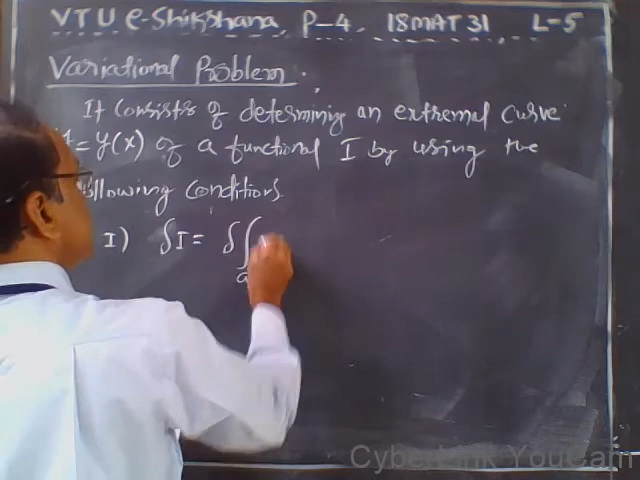 VTU e-Shikshana P-4. 18MAT31 L-5
Variational Problem.
It consists of determining an extremal curve
= y(x) of a functional I by using the
following conditions
I) δI = δ∫ a
CyberLink YouCam